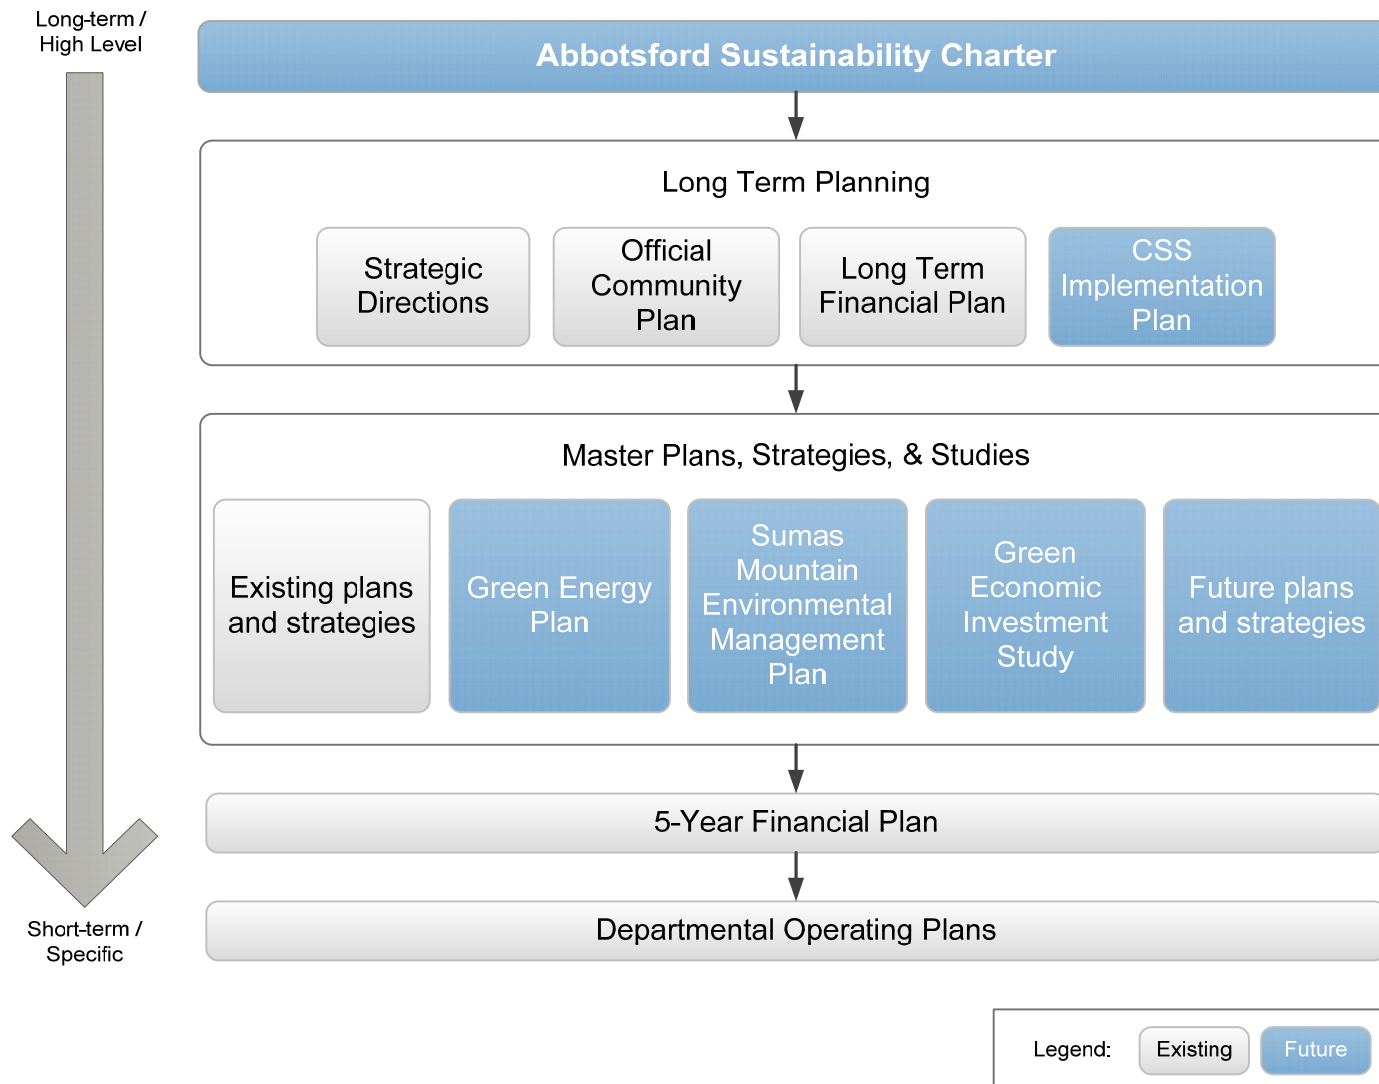 Long-term /
High Level
Abbotsford Sustainability Charter
Long Term Planning
Strategic
Directions
Official
Community
Plan
Long Term
Financial Plan
CSS
Implementation
Plan
Master Plans, Strategies, & Studies
Existing plans
and strategies
Green Energy
Plan
Sumas
Mountain
Environmental
Management
Plan
Green
Economic
Investment
Study
Future plans
and strategies
5-Year Financial Plan
Departmental Operating Plans
Short-term /
Specific
Legend:
Existing
Future